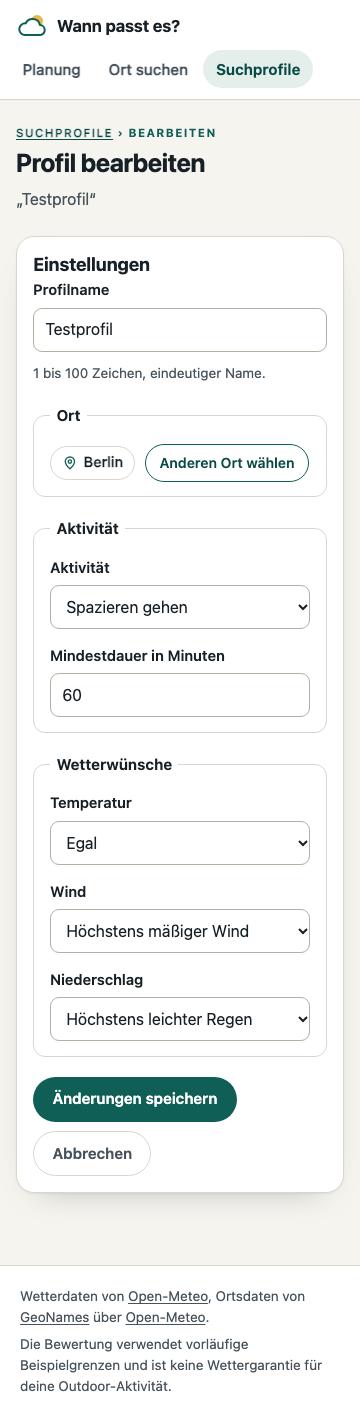 Wann passt es?
Planung Ort suchen Suchprofile
SUCHPROFILE › BEARBEITEN
Profil bearbeiten
„Testprofil“
Einstellungen
Profilname
Testprofil
1 bis 100 Zeichen, eindeutiger Name.
Ort
Berlin Anderen Ort wählen
Aktivität
Aktivität
Spazieren gehen
Mindestdauer in Minuten
60
Wetterwünsche
Temperatur
Egal
Wind
Höchstens mäßiger Wind
Niederschlag
Höchstens leichter Regen
Änderungen speichern
Abbrechen
Wetterdaten von Open-Meteo, Ortsdaten von
GeoNames über Open-Meteo.
Die Bewertung verwendet vorläufige
Beispielgrenzen und ist keine Wettergarantie für
deine Outdoor-Aktivität.